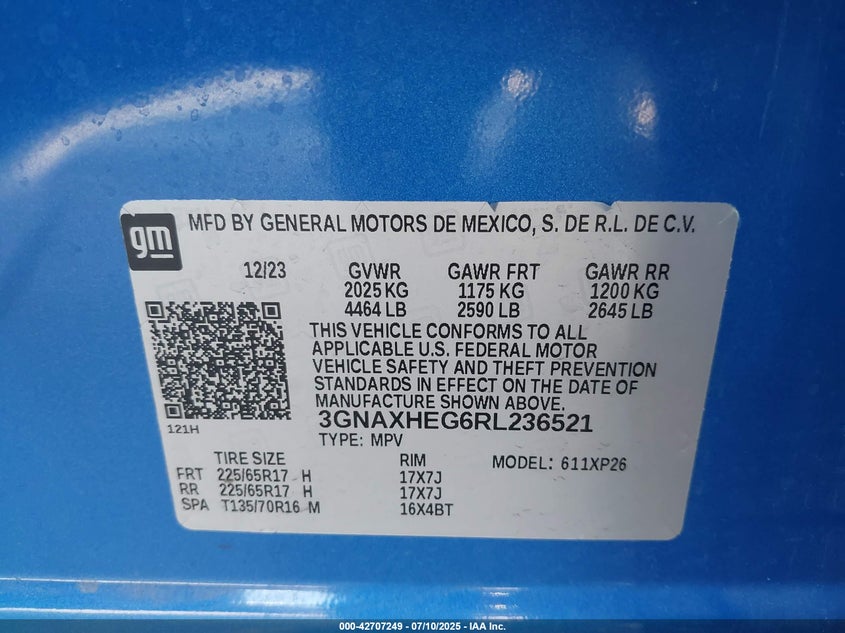 gm
MFD BY GENERAL MOTORS DE MEXICO, S. DE R.L. DE C.V.
12/23 GVWR GAWR FRT GAWR RR
2025 KG 1175 KG 1200 KG
4464 LB 2590 LB 2645 LB
THIS VEHICLE CONFORMS TO ALL
APPLICABLE U.S. FEDERAL MOTOR
VEHICLE SAFETY AND THEFT PREVENTION
STANDARDS IN EFFECT ON THE DATE OF
MANUFACTURE SHOWN ABOVE.
121H
3GNAXHEG6RL236521
TYPE: MPV
TIRE SIZE RIM MODEL: 611XP26
FRT 225/65R17 H 17X7J
RR 225/65R17 H 17X7J
SPA T135/70R16 M 16X4BT
000-42707249 - 07/10/2025 - IAA Inc.